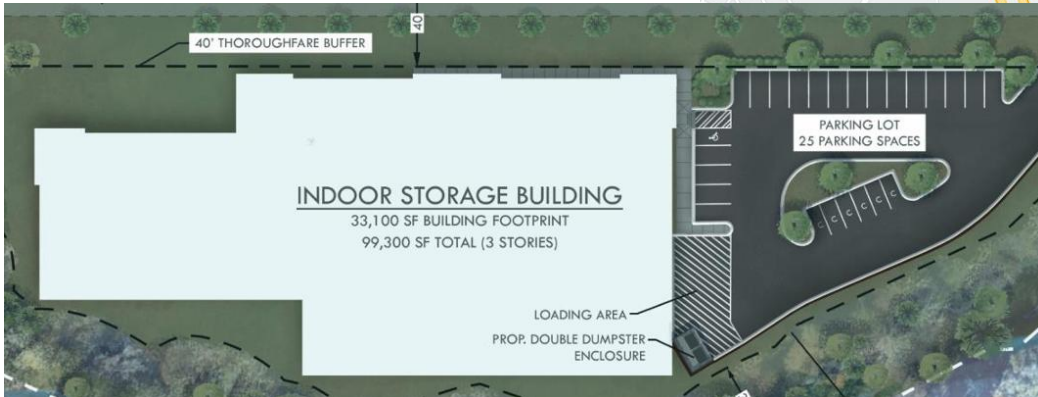 40' THOROUGHFARE BUFFER
40
PARKING LOT
25 PARKING SPACES
INDOOR STORAGE BUILDING
33,100 SF BUILDING FOOTPRINT
99,300 SF TOTAL (3 STORIES)
C C C C C C
LOADING AREA
PROP. DOUBLE DUMPSTER
ENCLOSURE